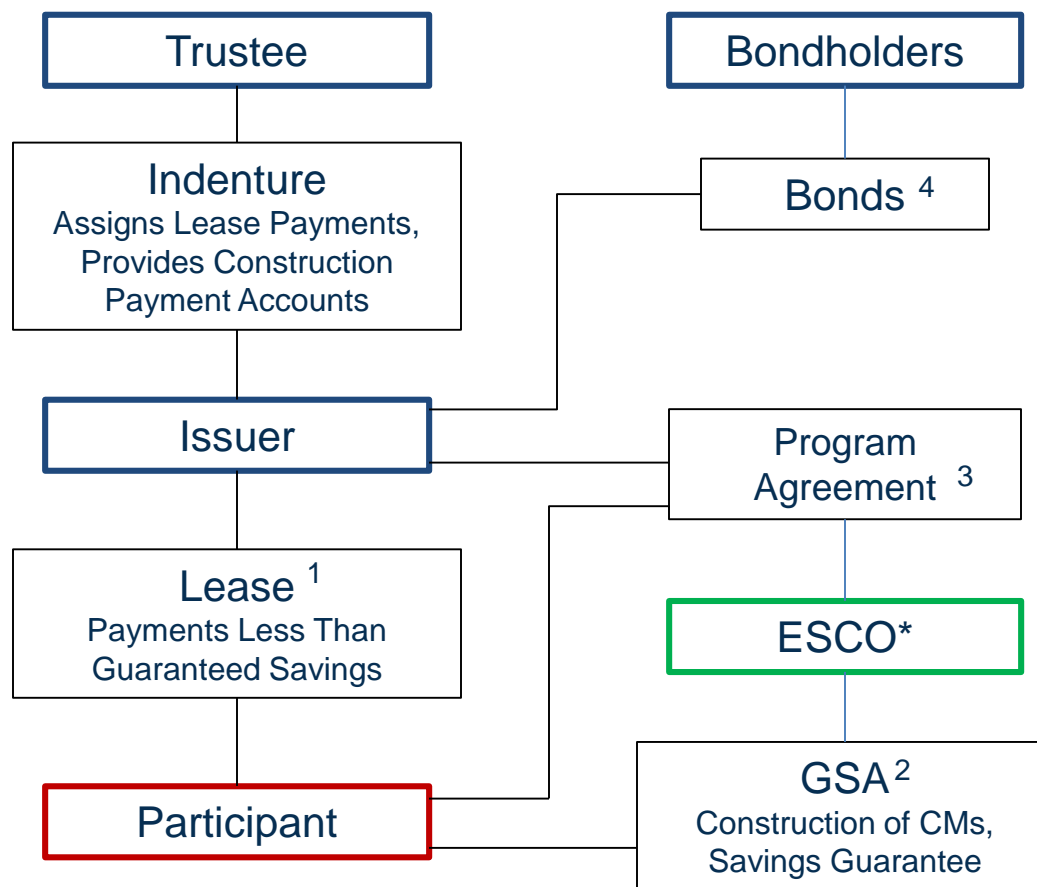 Trustee
Indenture
Assigns Lease Payments,
Provides Construction
Payment Accounts
Issuer
Lease 1
Payments Less Than
Guaranteed Savings
Participant
Bondholders
Bonds 4
Program
Agreement 3
ESCO*
GSA 2
Construction of CMs,
Savings Guarantee